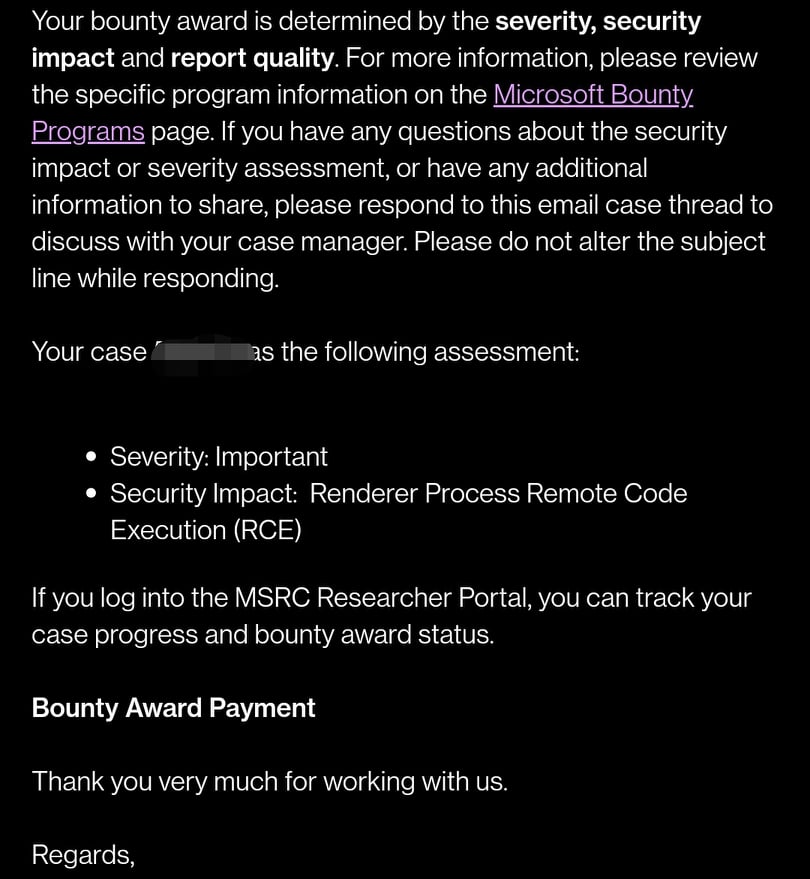 Your bounty award is determined by the severity, security
impact and report quality. For more information, please review
the specific program information on the Microsoft Bounty
Programs page. If you have any questions about the security
impact or severity assessment, or have any additional
information to share, please respond to this email case thread to
discuss with your case manager. Please do not alter the subject
line while responding.
Your case as the following assessment:
• Severity: Important
• Security Impact:  Renderer Process Remote Code
Execution (RCE)
If you log into the MSRC Researcher Portal, you can track your
case progress and bounty award status.
Bounty Award Payment
Thank you very much for working with us.
Regards,